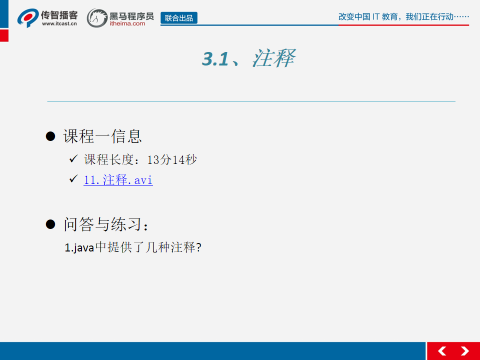 传智播客
www.itcast.cn
黑马程序员
itheima.com
联合出品
改变中国 IT 教育，我们正在行动……
3.1、注释
课程一信息
课程长度：13分14秒
11.注释.avi
问答与练习：
1.java中提供了几种注释?